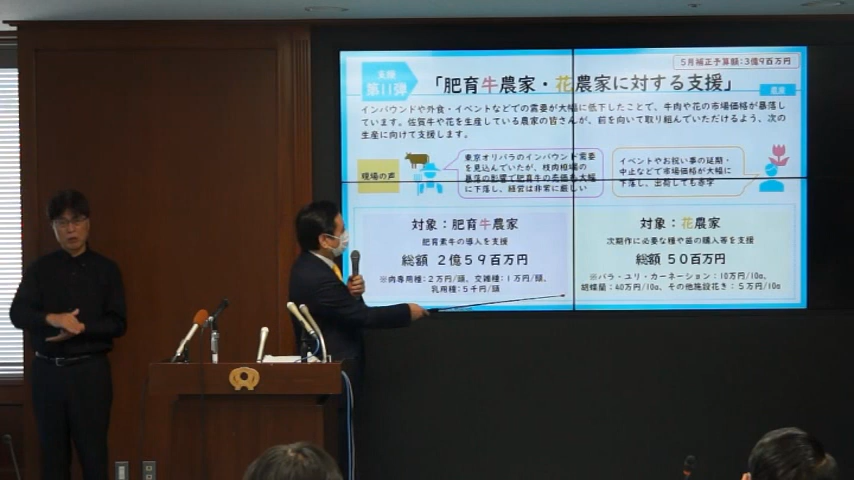 5月補正予算額：3億9百万円
支援
第11弾
「肥育牛農家・花農家に対する支援」
インバウンドや外食・イベントなどでの需要が大幅に低下したことで、牛肉や花の市場価格が暴落し
ています。佐賀牛や花を生産している農家の皆さんが、前を向いて取り組んでいただけるよう、次の
生産に向けて支援します。
現場の声
東京オリパラのインバウンド需要
を見込んでいたが、枝肉相場の
暴落の影響で肥育牛の売価も大幅
に下落し、経営は非常に厳しい
イベントやお祝い事の延期・
中止などで市場価格が大幅に
下落し、出荷しても赤字
対象：肥育牛農家
肥育素牛の導入を支援
総額 2億59百万円
※肉専用種：2万円/頭、交雑種：1万円/頭、
乳用種：5千円/頭
対象：花農家
次期作に必要な種や苗の購入等を支援
総額 50百万円
※バラ・ユリ・カーネーション：10万円/10a、
胡蝶蘭：40万円/10a、その他施設花き：5万円/10a